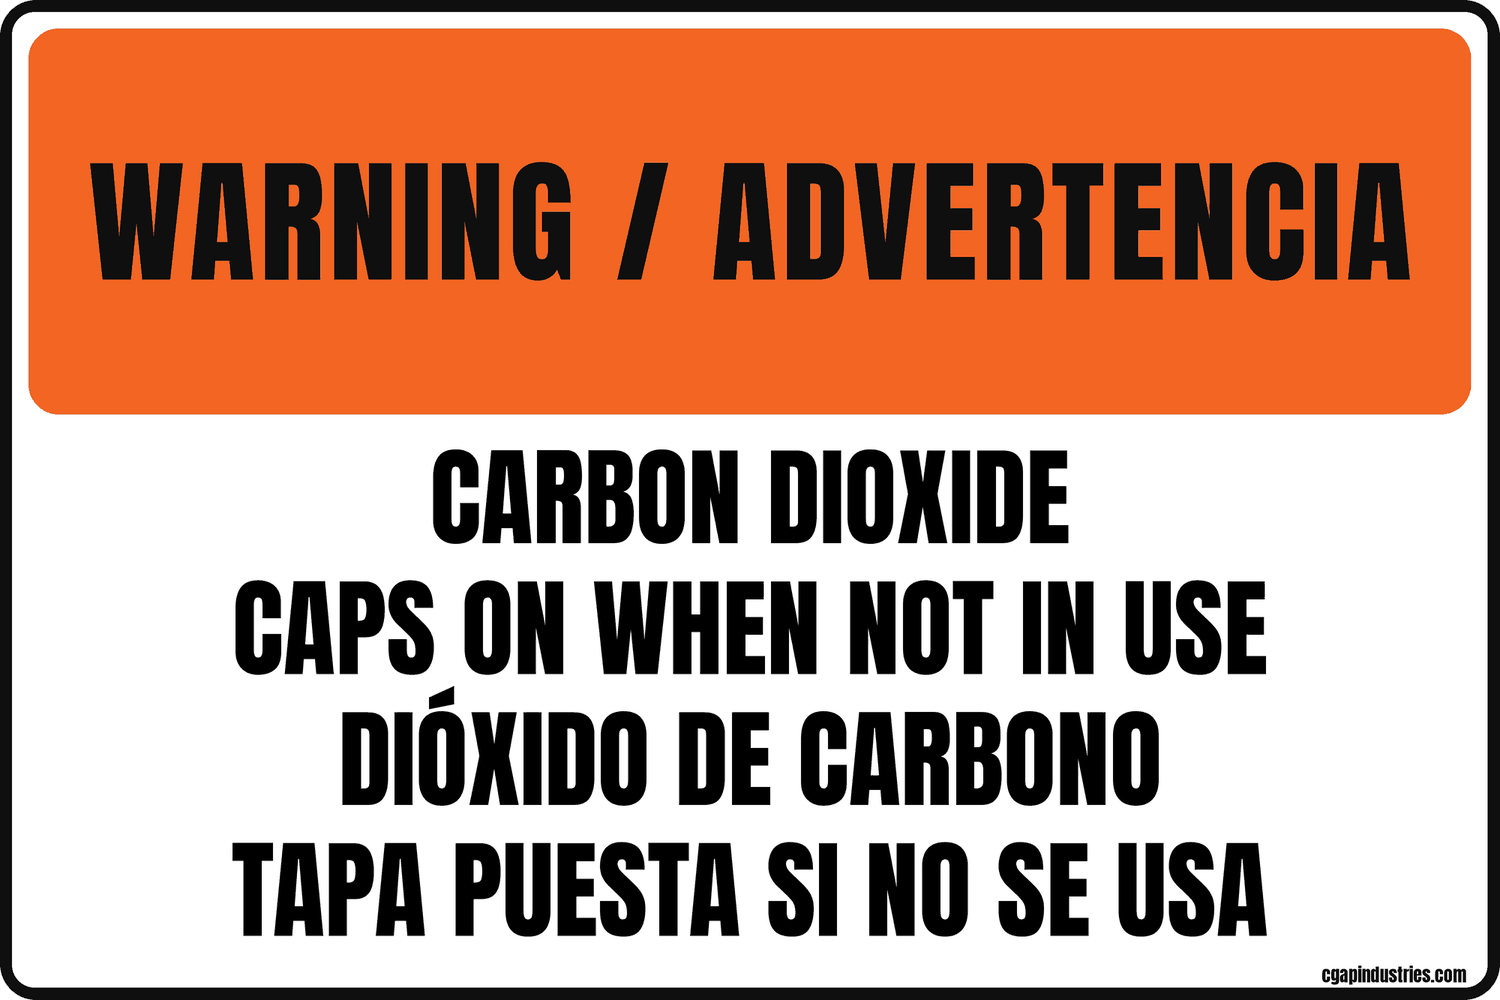 WARNING / ADVERTENCIA
CARBON DIOXIDE
CAPS ON WHEN NOT IN USE
DIÓXIDO DE CARBONO
TAPA PUESTA SI NO SE USA
cgapindustries.com